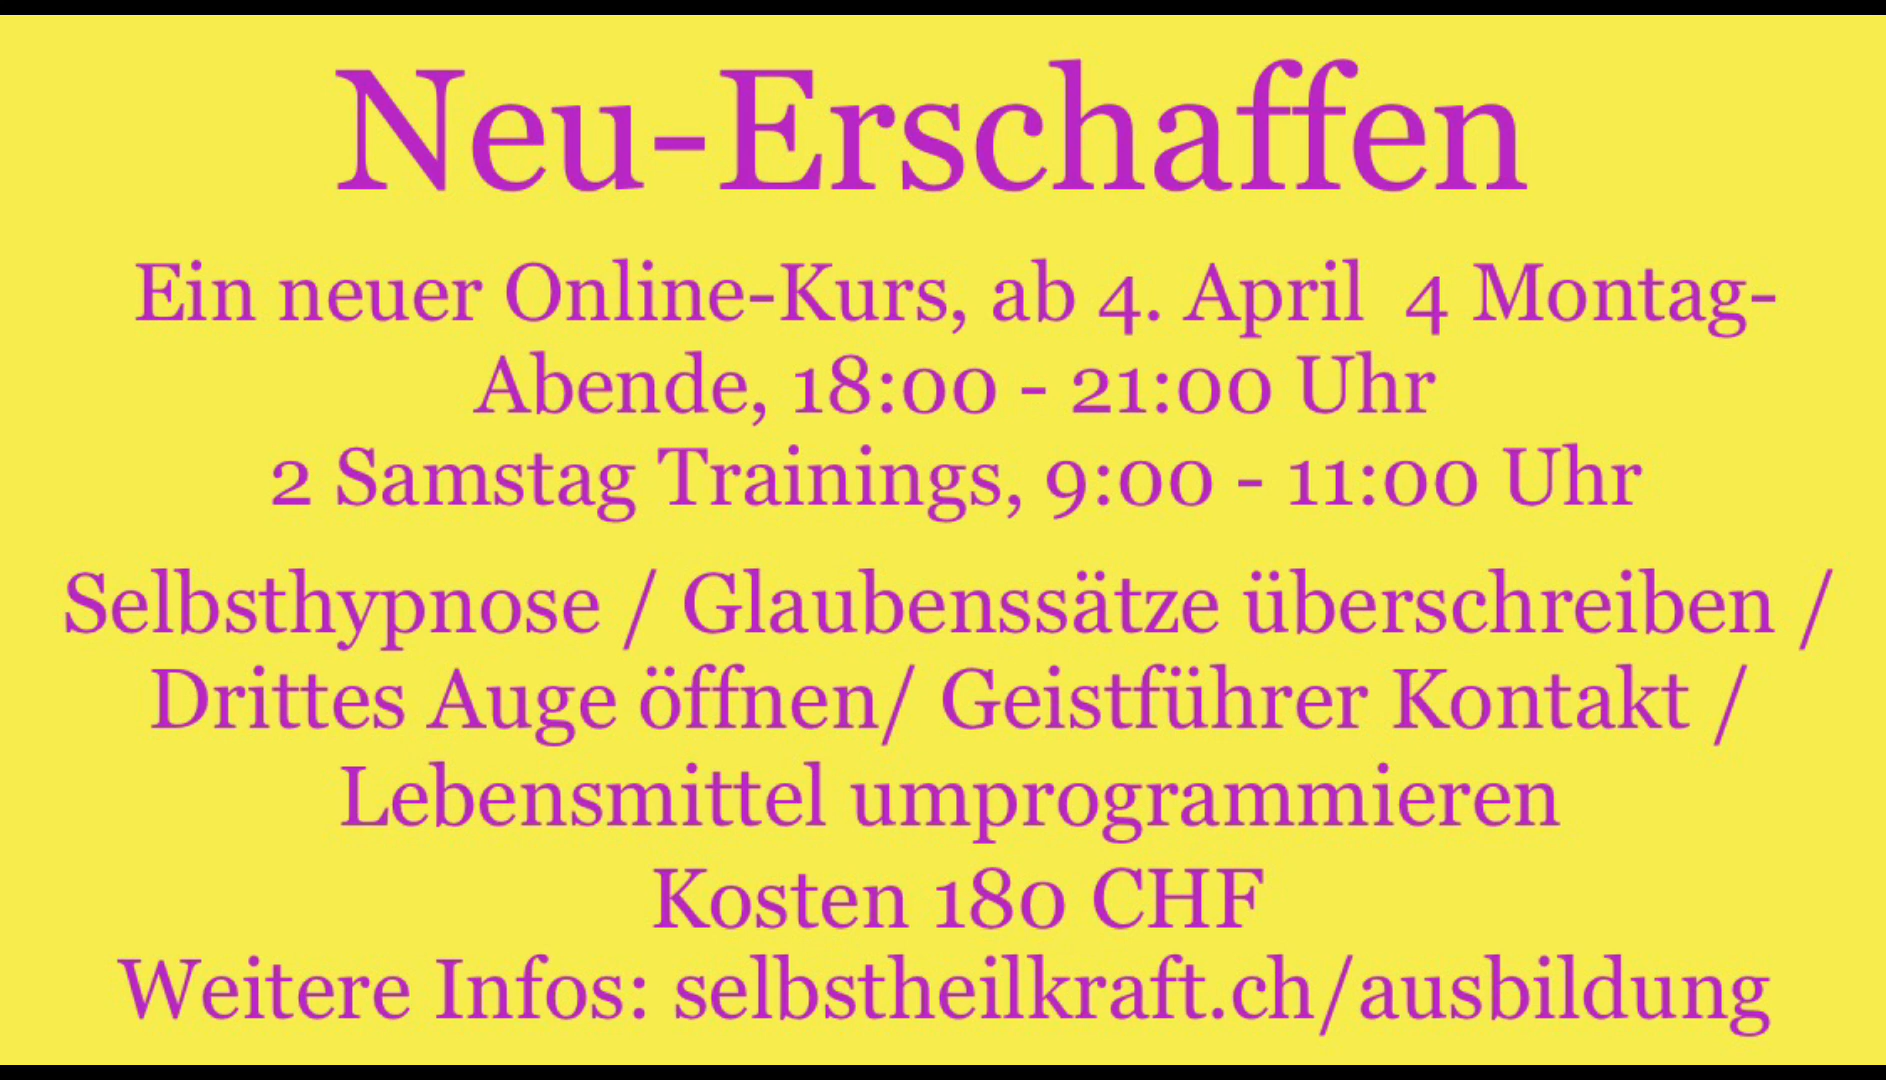 Neu-Erschaffen
Ein neuer Online-Kurs, ab 4. April  4 Montag-
Abende, 18:00 - 21:00 Uhr
2 Samstag Trainings, 9:00 - 11:00 Uhr
Selbsthypnose / Glaubenssätze überschreiben /
Drittes Auge öffnen/ Geistführer Kontakt /
Lebensmittel umprogrammieren
Kosten 180 CHF
Weitere Infos: selbstheilkraft.ch/ausbildung